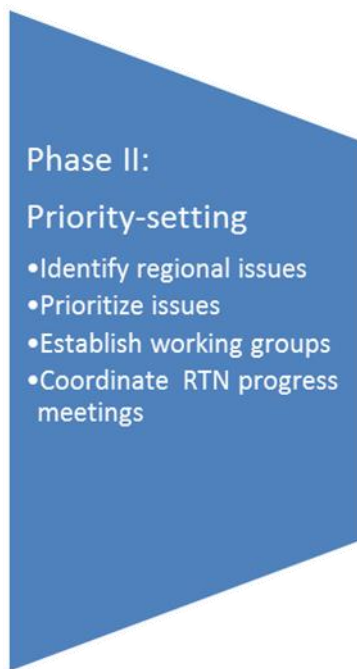 Phase II:
Priority-setting
•Identify regional issues
•Prioritize issues
•Establish working groups
•Coordinate RTN progress
meetings